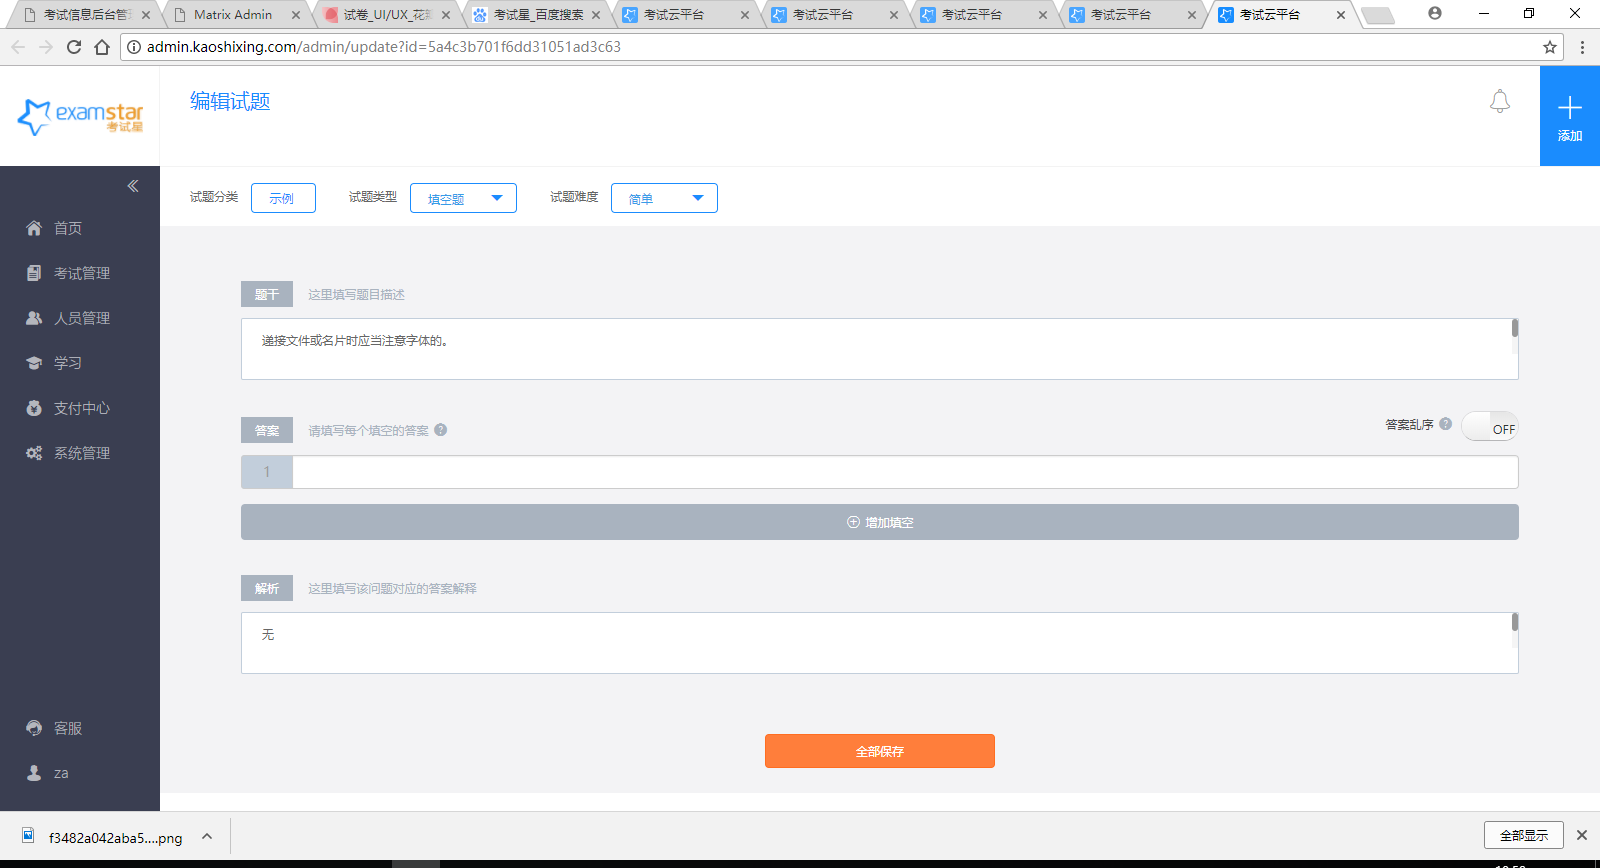 考试信息后台管
Matrix Admin
试卷_UI/UX_花
考试星_百度搜索
考试云平台
考试云平台
考试云平台
考试云平台
考试云平台
admin.kaoshixing.com/admin/update?id=5a4c3b701f6dd31051ad3c63
examstar
考试星
编辑试题
添加
试题分类 示例 试题类型 填空题 试题难度 简单
首页
考试管理
人员管理
学习
支付中心
系统管理
客服
za
题干 这里填写题目描述
递接文件或名片时应当注意字体的。
答案 请填写每个填空的答案 ?
答案乱序 ? OFF
1
增加填空
解析 这里填写该问题对应的答案解释
无
全部保存
f3482a042aba5....png
全部显示